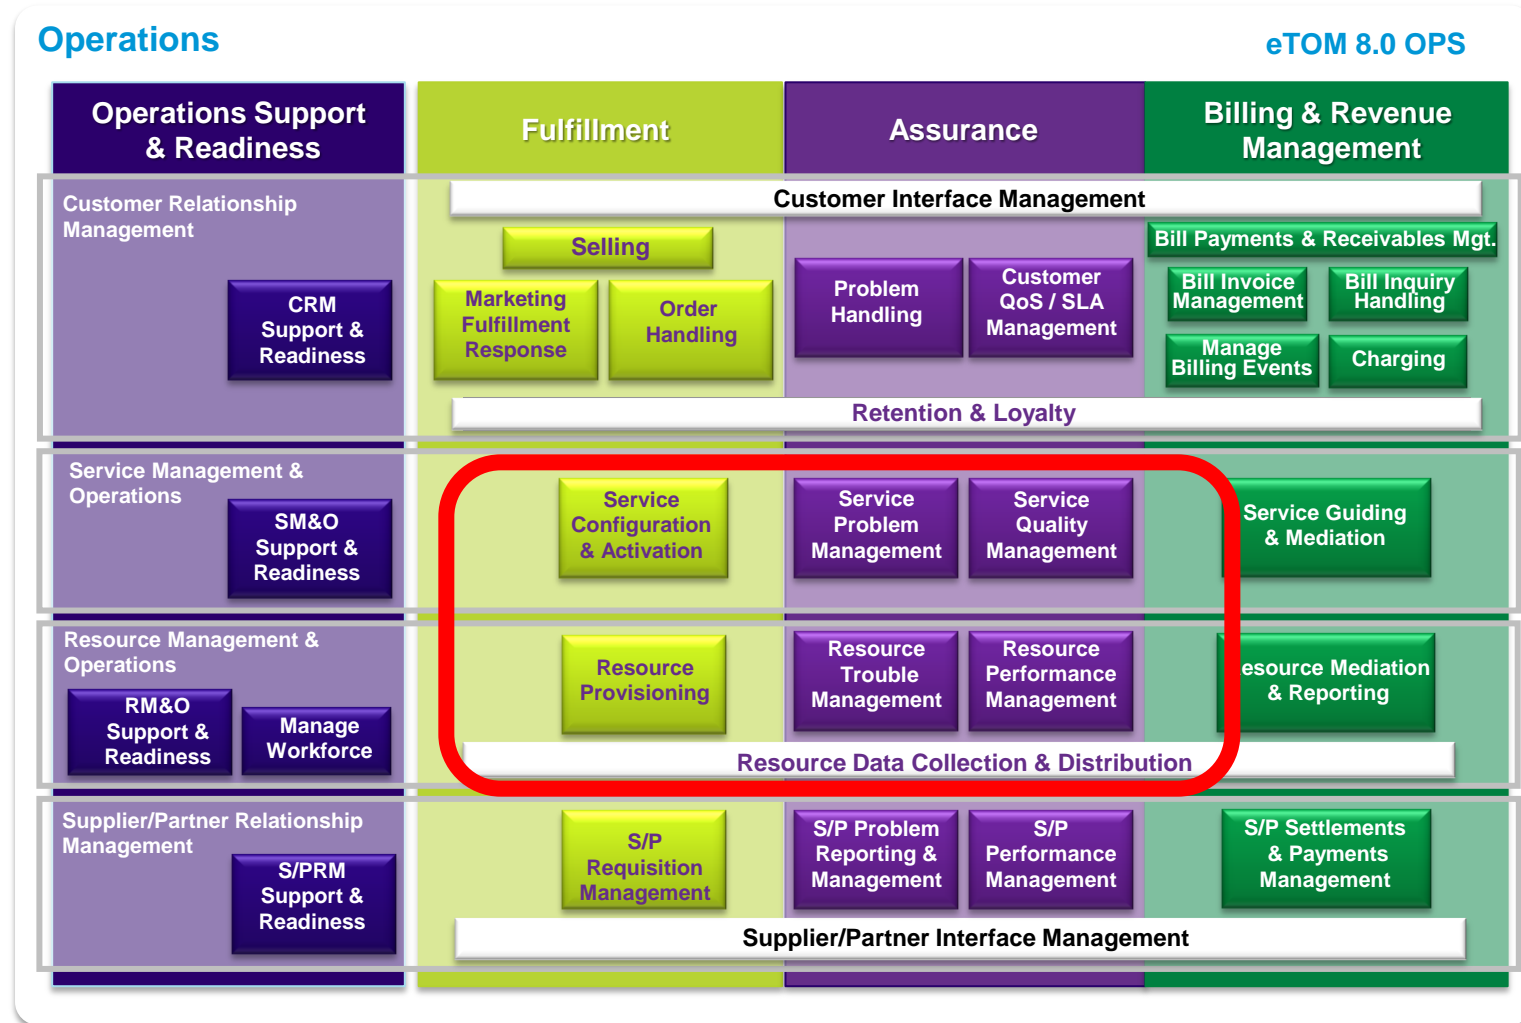 Operations
eTOM 8.0 OPS
Operations Support
& Readiness
Fulfillment
Assurance
Billing & Revenue
Management
Customer Relationship
Management
Customer Interface Management
CRM
Support &
Readiness
Selling
Marketing
Fulfillment
Response
Order
Handling
Problem
Handling
Customer
QoS / SLA
Management
Bill Payments & Receivables Mgt.
Bill Invoice
Management
Bill Inquiry
Handling
Manage
Billing Events
Charging
Retention & Loyalty
Service Management &
Operations
SM&O
Support &
Readiness
Service
Configuration
& Activation
Service
Problem
Management
Service
Quality
Management
Service Guiding
& Mediation
Resource Management &
Operations
RM&O
Support &
Readiness
Manage
Workforce
Resource
Provisioning
Resource
Trouble
Management
Resource
Performance
Management
esource Mediation
& Reporting
Resource Data Collection & Distribution
Supplier/Partner Relationship
Management
S/PRM
Support &
Readiness
S/P
Requisition
Management
S/P Problem
Reporting &
Management
S/P
Performance
Management
S/P Settlements
& Payments
Management
Supplier/Partner Interface Management